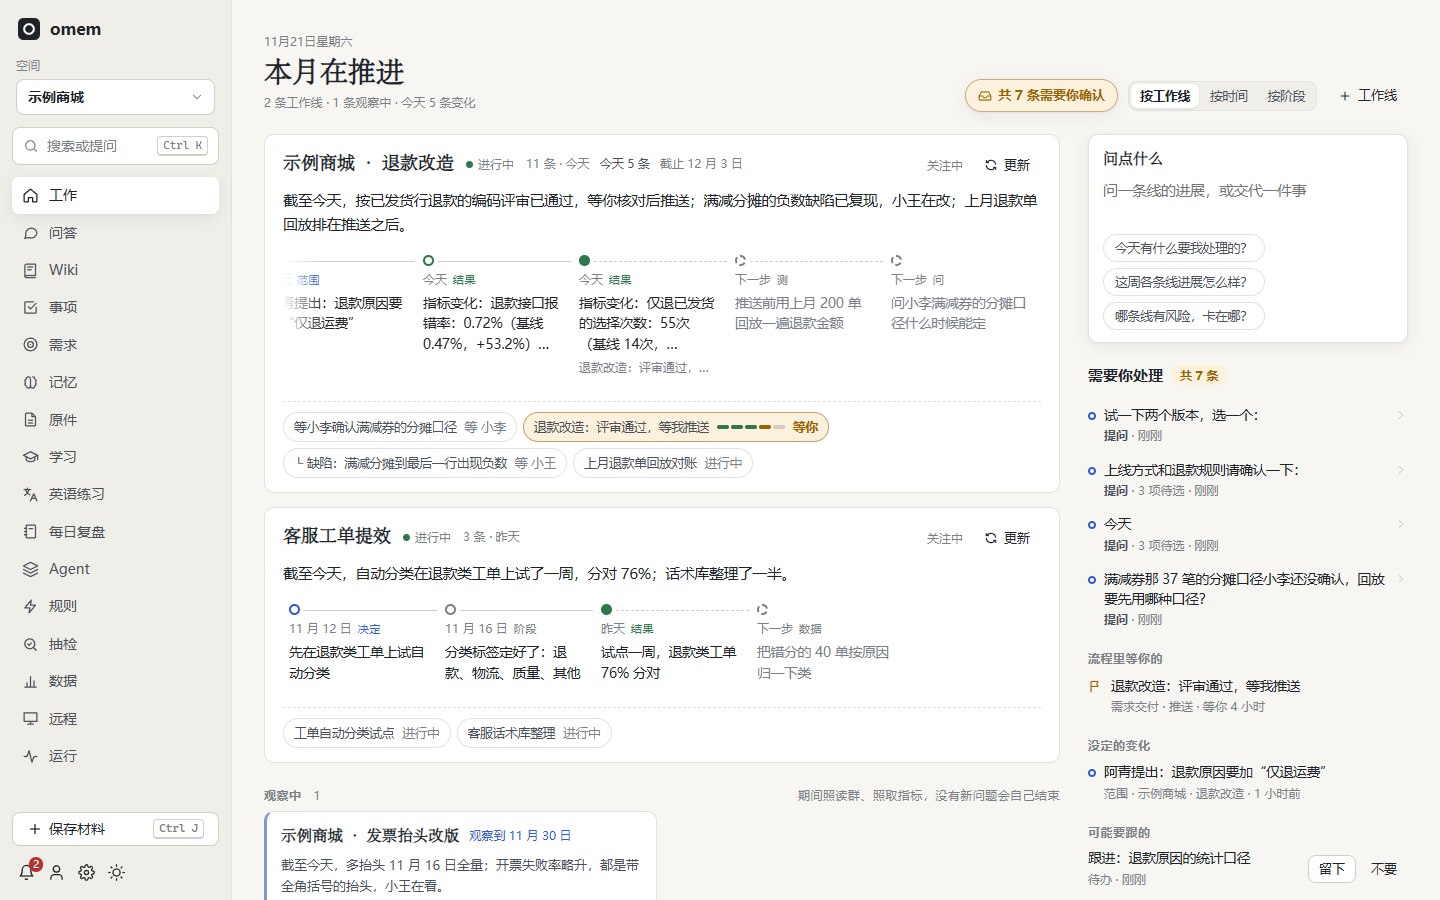 omem
空间
示例商城
搜索或提问 Ctrl K
工作
问答
Wiki
事项
需求
记忆
原件
学习
英语练习
每日复盘
Agent
规则
抽检
数据
远程
运行
保存材料 Ctrl J
2
11月21日星期六
本月在推进
2 条工作线 · 1 条观察中 · 今天 5 条变化
共 7 条需要你确认
按工作线 按时间 按阶段
+ 工作线
示例商城 · 退款改造 进行中 11 条 · 今天 今天 5 条 截止 12 月 3 日 关注中 更新
截至今天，按已发货行退款的编码评审已通过，等你核对后推送；满减分摊的负数缺陷已复现，小王在改；上月退款单
回放排在推送之后。
范围
提出：退款原因要
“仅退运费”
今天 结果
指标变化：退款接口报
错率：0.72%（基线
0.47%，+53.2%）…
今天 结果
指标变化：仅退已发货
的选择次数：55次
（基线 14次，…
退款改造：评审通过，…
下一步 测
推送前用上月 200 单
回放一遍退款金额
下一步 问
问小李满减券的分摊口
径什么时候能定
等小李确认满减券的分摊口径 等 小李
退款改造：评审通过，等我推送 等你
└ 缺陷：满减分摊到最后一行出现负数 等 小王
上月退款单回放对账 进行中
客服工单提效 进行中 3 条 · 昨天 关注中 更新
截至今天，自动分类在退款类工单上试了一周，分对 76%；话术库整理了一半。
11 月 12 日 决定
先在退款类工单上试自
动分类
11 月 16 日 阶段
分类标签定好了：退
款、物流、质量、其他
昨天 结果
试点一周，退款类工单
76% 分对
下一步 数据
把错分的 40 单按原因
归一下类
工单自动分类试点 进行中
客服话术库整理 进行中
观察中 1 期间照读群、照取指标，没有新问题会自己结束
示例商城 · 发票抬头改版 观察到 11 月 30 日
截至今天，多抬头 11 月 16 日全量；开票失败率略升，都是带
全角括号的抬头，小王在看。
问点什么
问一条线的进展，或交代一件事
今天有什么要我处理的？
这周各条线进展怎么样？
哪条线有风险，卡在哪？
需要你处理 共 7 条
试一下两个版本，选一个：
提问 · 刚刚
上线方式和退款规则请确认一下：
提问 · 3 项待选 · 刚刚
今天
提问 · 3 项待选 · 刚刚
满减券那 37 笔的分摊口径小李还没确认，回放
要先用哪种口径？
提问 · 刚刚
流程里等你的
退款改造：评审通过，等我推送
需求交付 · 推送 · 等你 4 小时
没定的变化
阿青提出：退款原因要加“仅退运费”
范围 · 示例商城 · 退款改造 · 1 小时前
可能要跟的
跟进：退款原因的统计口径
待办 · 刚刚
留下 不要